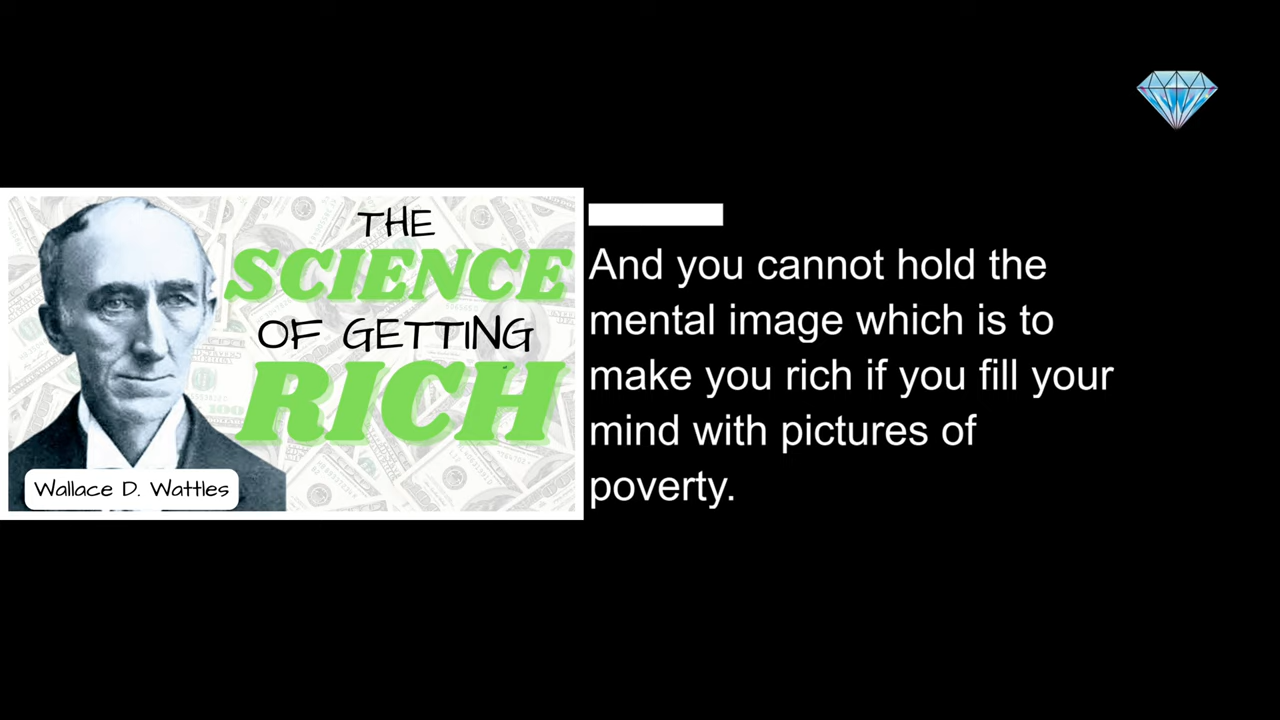 THE
SCIENCE
OF GETTING
RICH
Wallace D. Wattles
And you cannot hold the
mental image which is to
make you rich if you fill your
mind with pictures of
poverty.